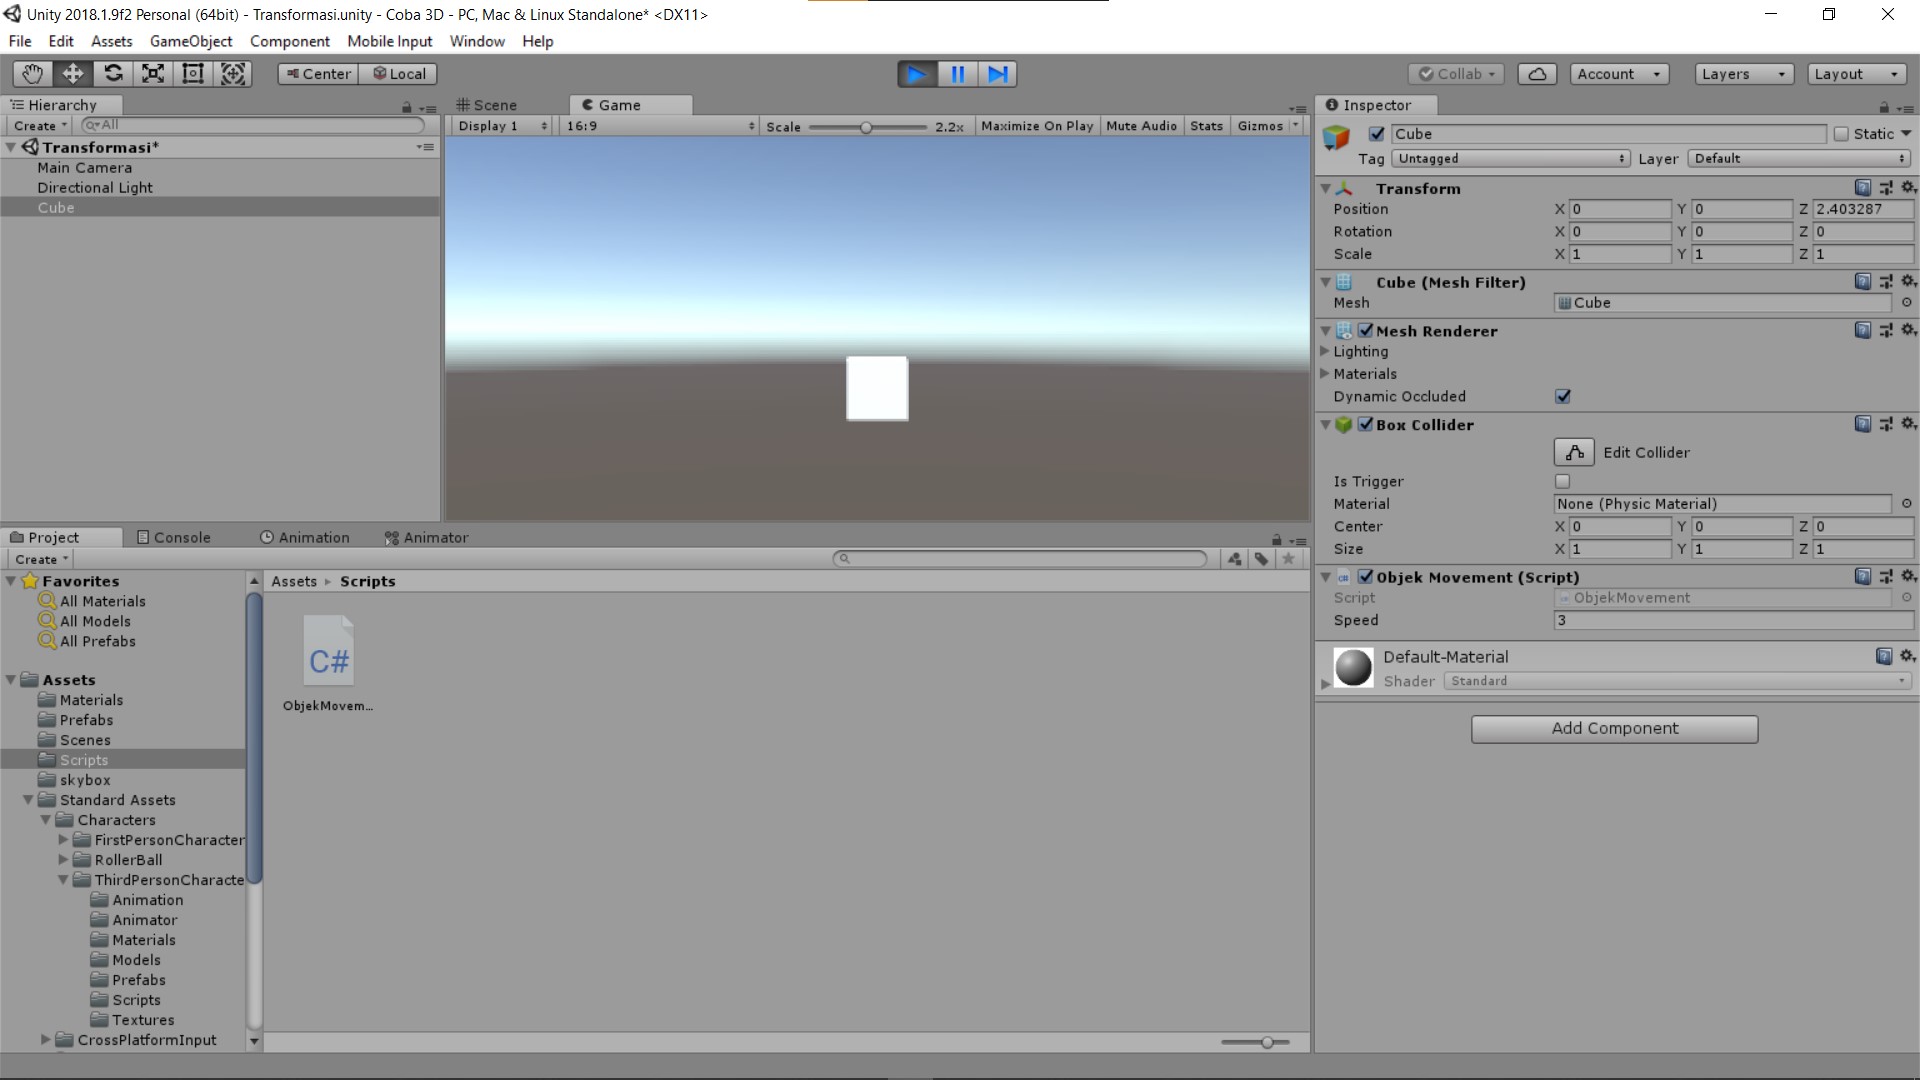 Unity 2018.1.9f2 Personal (64bit) - Transformasi.unity - Coba 3D - PC, Mac & Linux Standalone* <DX11>
File Edit Assets GameObject Component Mobile Input Window Help
Center Local Collab Account Layers Layout
Hierarchy
Create All
Transformasi*
Main Camera
Directional Light
Cube
Scene Game
Display 1 16:9 Scale 2.2x Maximize On Play Mute Audio Stats Gizmos
Inspector
Cube Static
Tag Untagged Layer Default
Transform
Position X 0 Y 0 Z 2.403287
Rotation X 0 Y 0 Z 0
Scale X 1 Y 1 Z 1
Cube (Mesh Filter)
Mesh Cube
Mesh Renderer
Lighting
Materials
Dynamic Occluded
Box Collider
Edit Collider
Is Trigger
Material None (Physic Material)
Center X 0 Y 0 Z 0
Size X 1 Y 1 Z 1
Objek Movement (Script)
Script ObjekMovement
Speed 3
Default-Material
Shader Standard
Add Component
Project Console Animation Animator
Create
Favorites
All Materials
All Models
All Prefabs
Assets
Materials
Prefabs
Scenes
Scripts
skybox
Standard Assets
Characters
FirstPersonCharacter
RollerBall
ThirdPersonCharacte
Animation
Animator
Materials
Models
Prefabs
Scripts
Textures
CrossPlatformInput
Assets Scripts
C#
ObjekMovem...